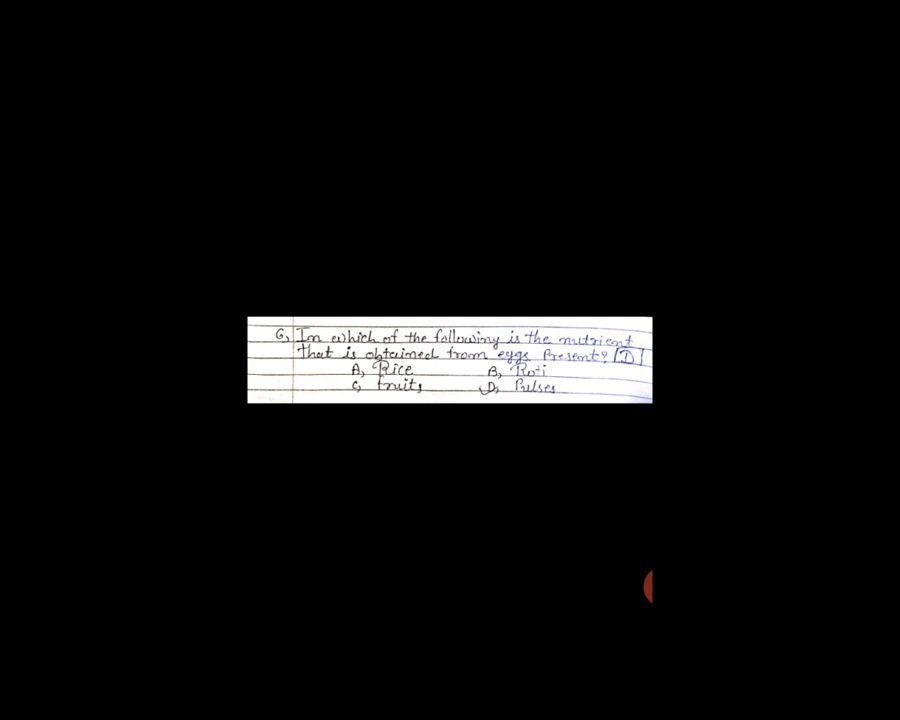 6, In which of the following is the nutrient
that is obtained from eggs Present? [D]
A, Rice B, Roti
C, fruits D, Pulses